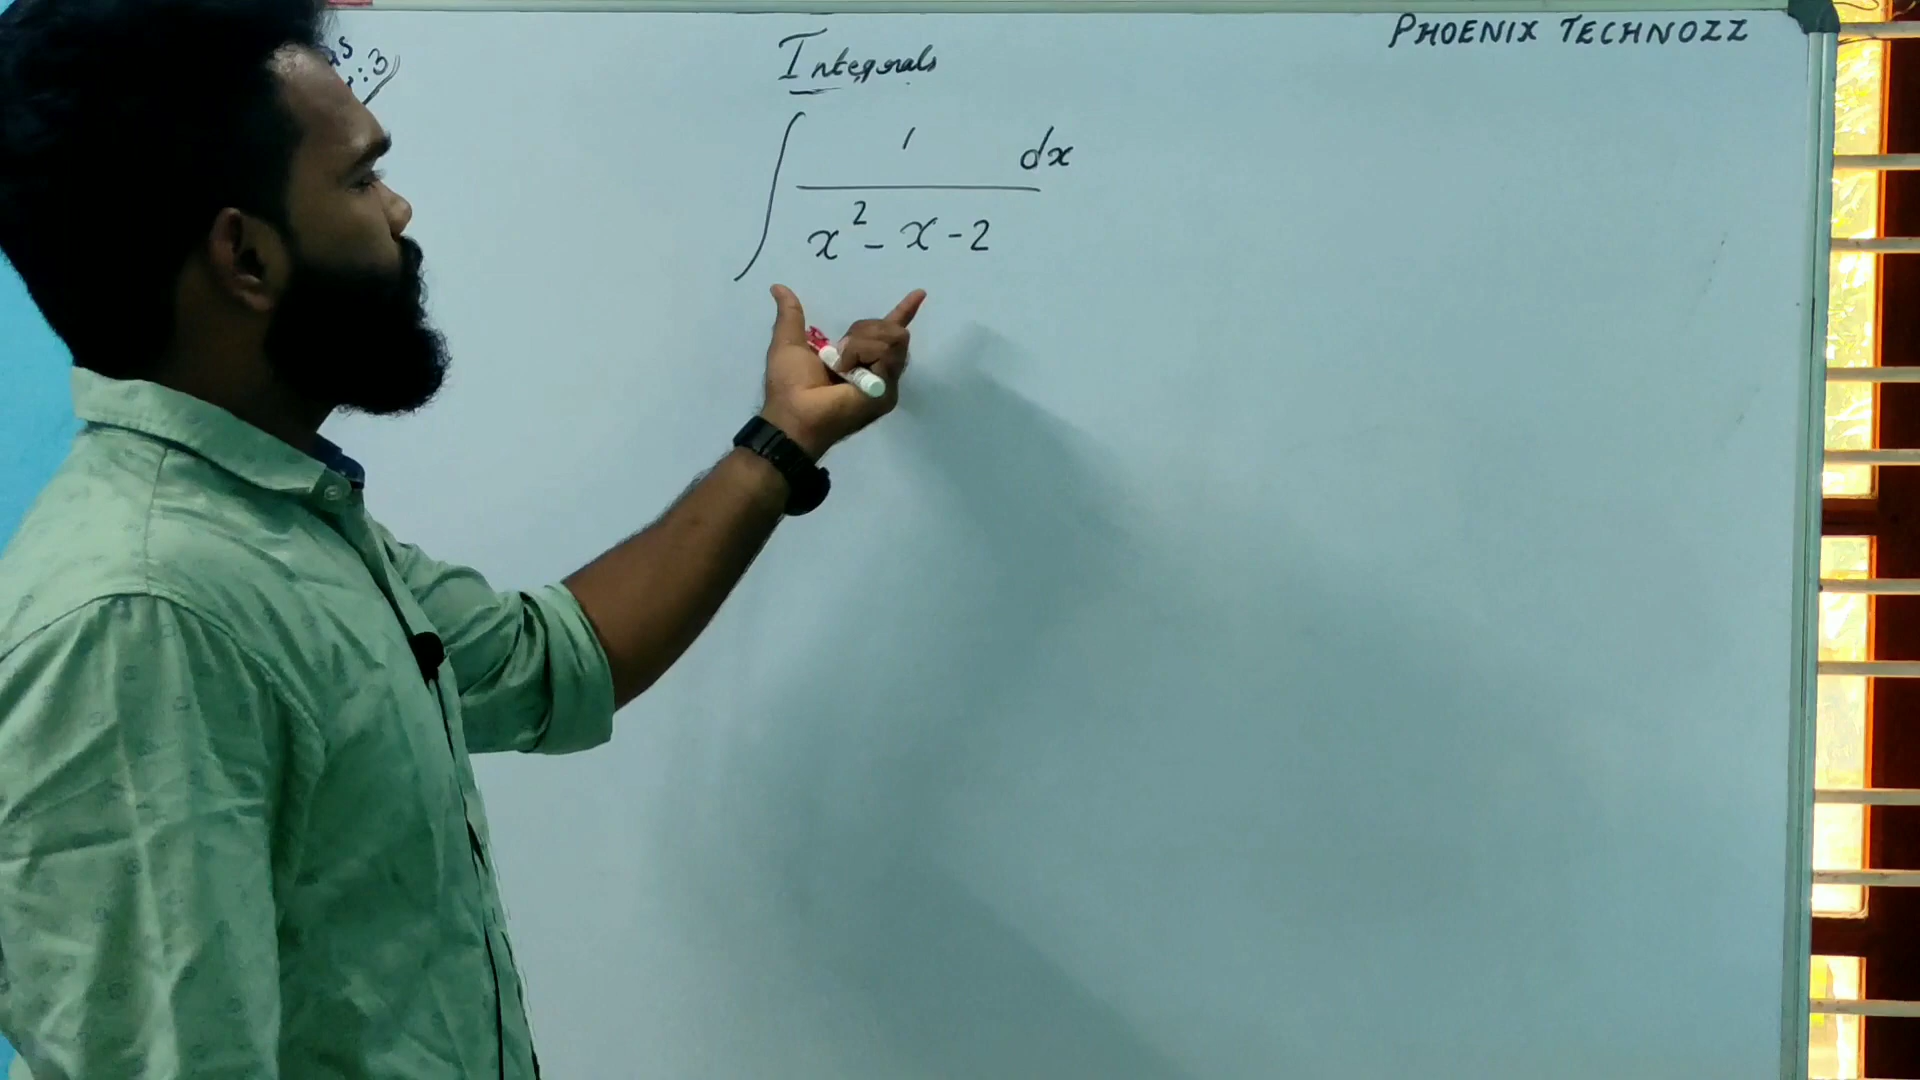 PHOENIX TECHNOZZ
Integrals
∫ 1 dx
x² - x - 2